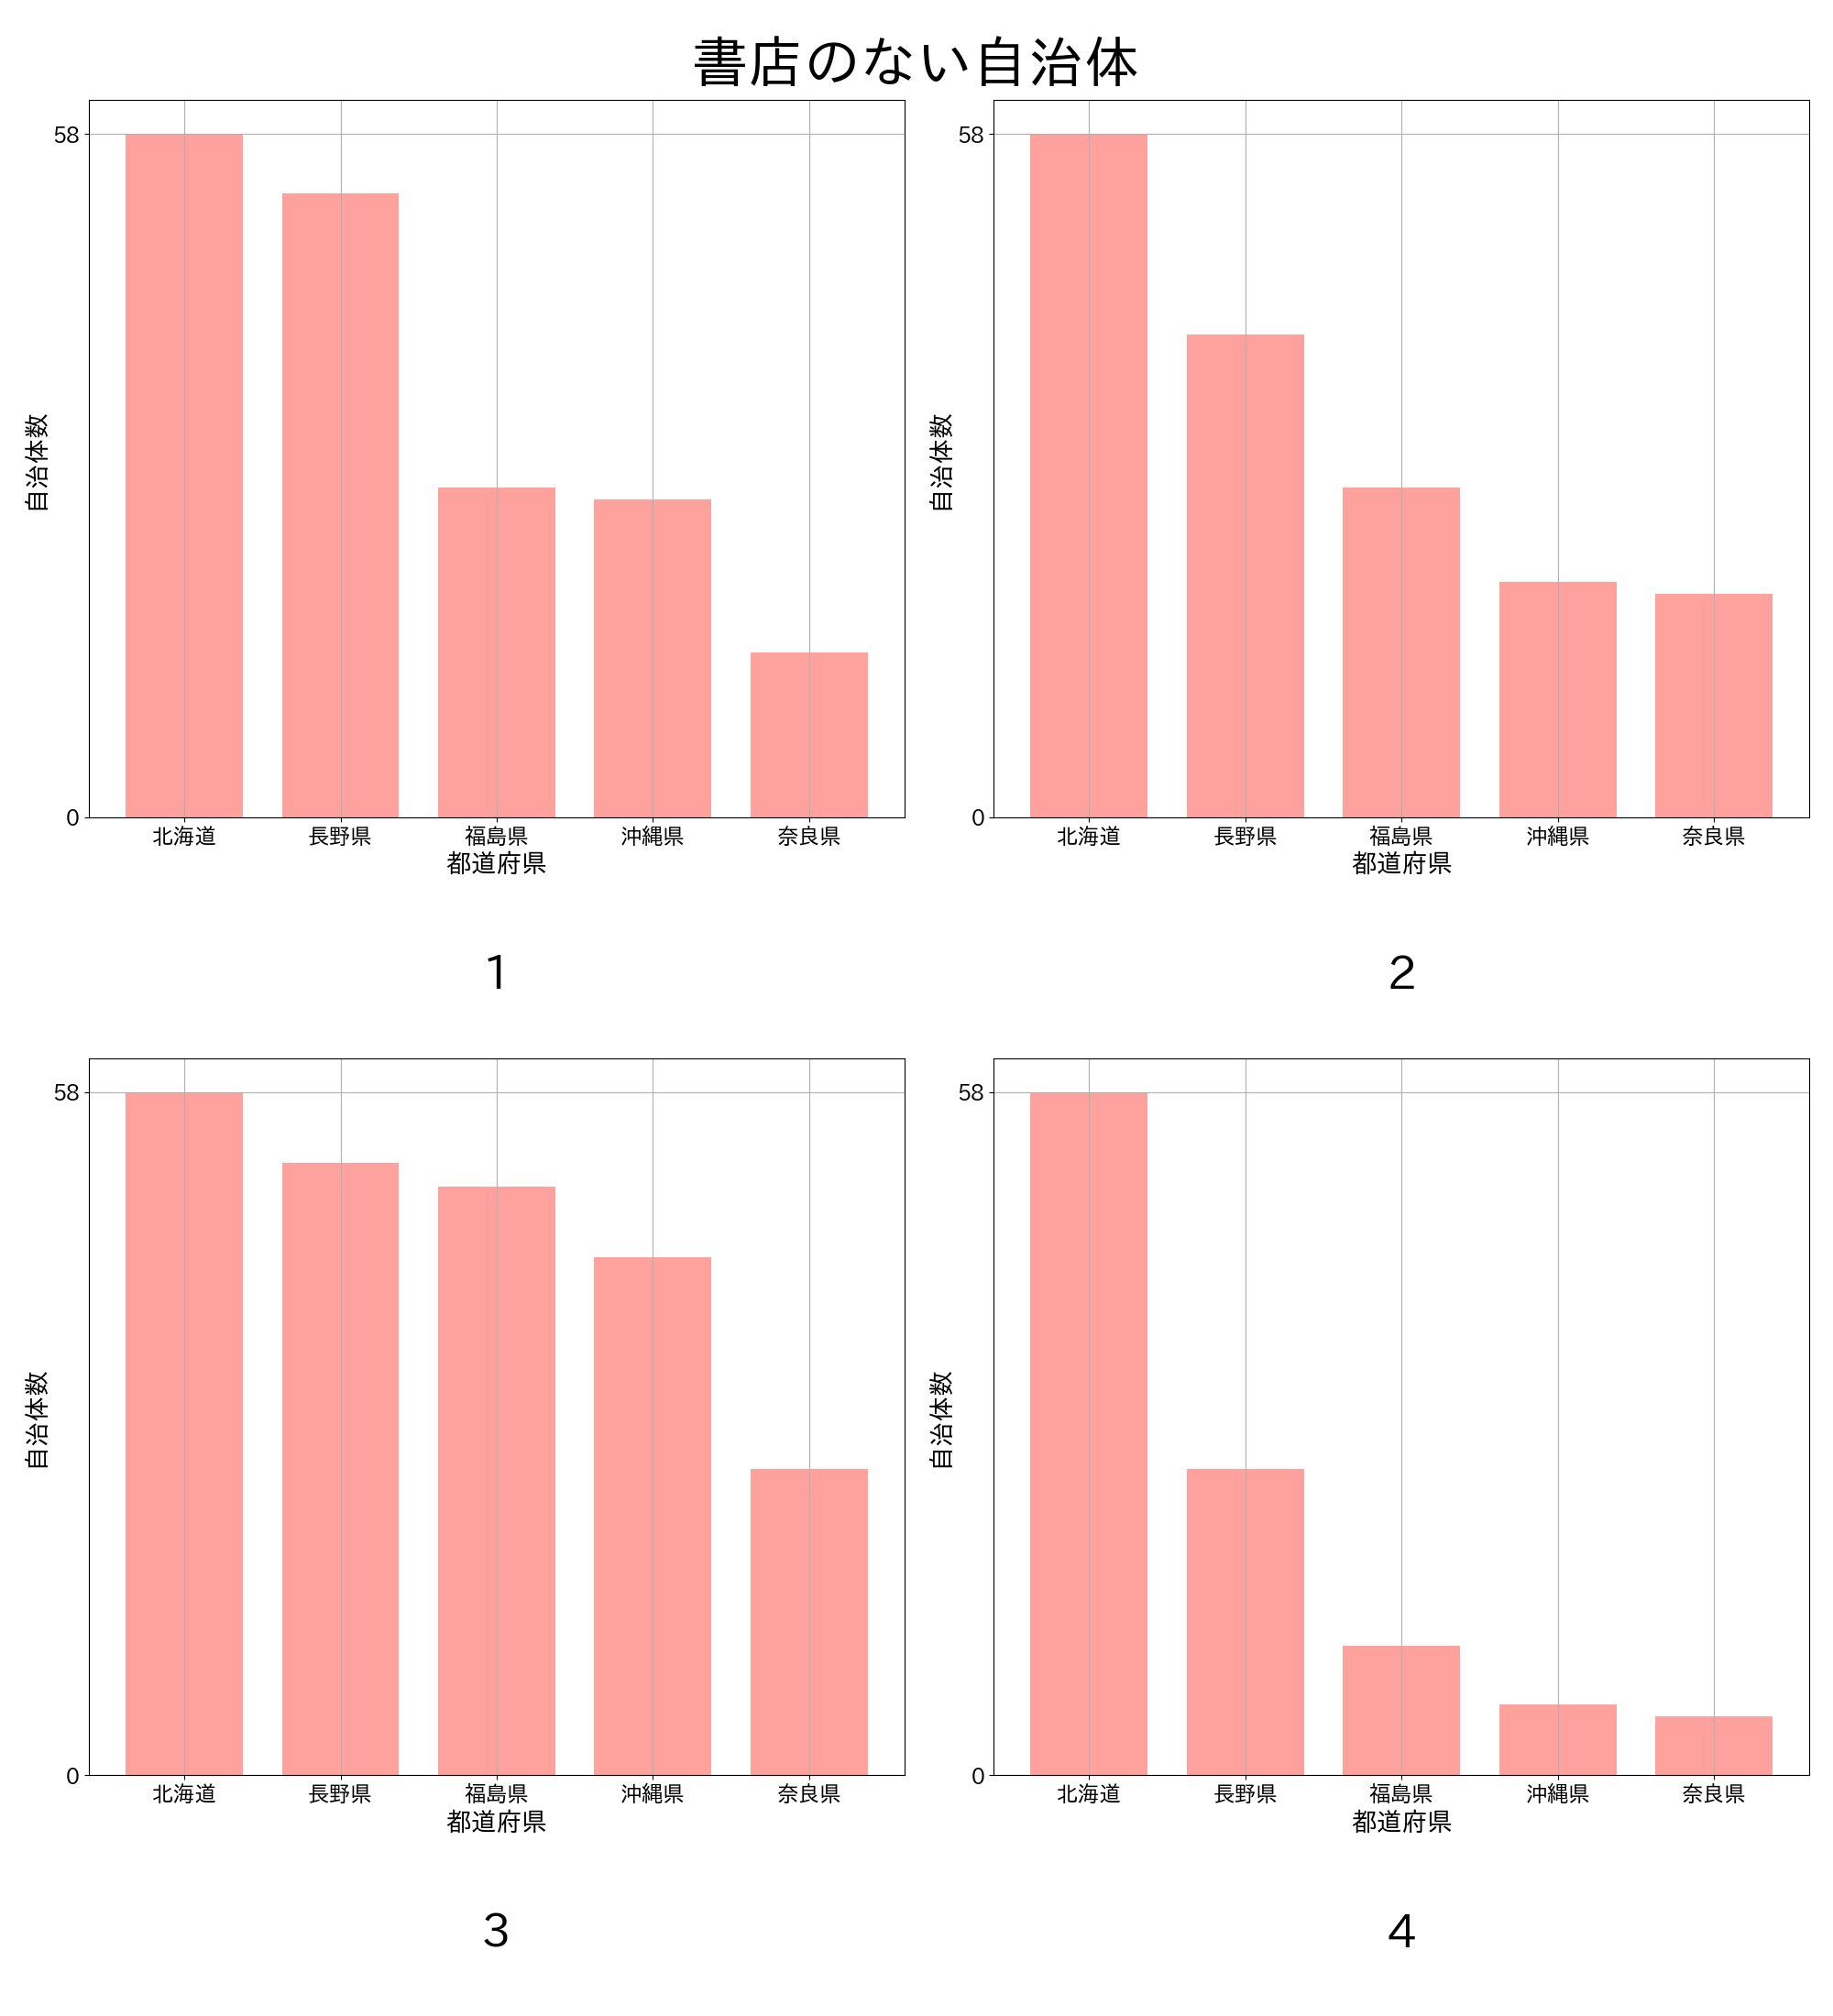 書店のない自治体
58
0
自治体数
北海道 長野県 福島県 沖縄県 奈良県
都道府県
1
58
0
自治体数
北海道 長野県 福島県 沖縄県 奈良県
都道府県
2
58
0
自治体数
北海道 長野県 福島県 沖縄県 奈良県
都道府県
3
58
0
自治体数
北海道 長野県 福島県 沖縄県 奈良県
都道府県
4